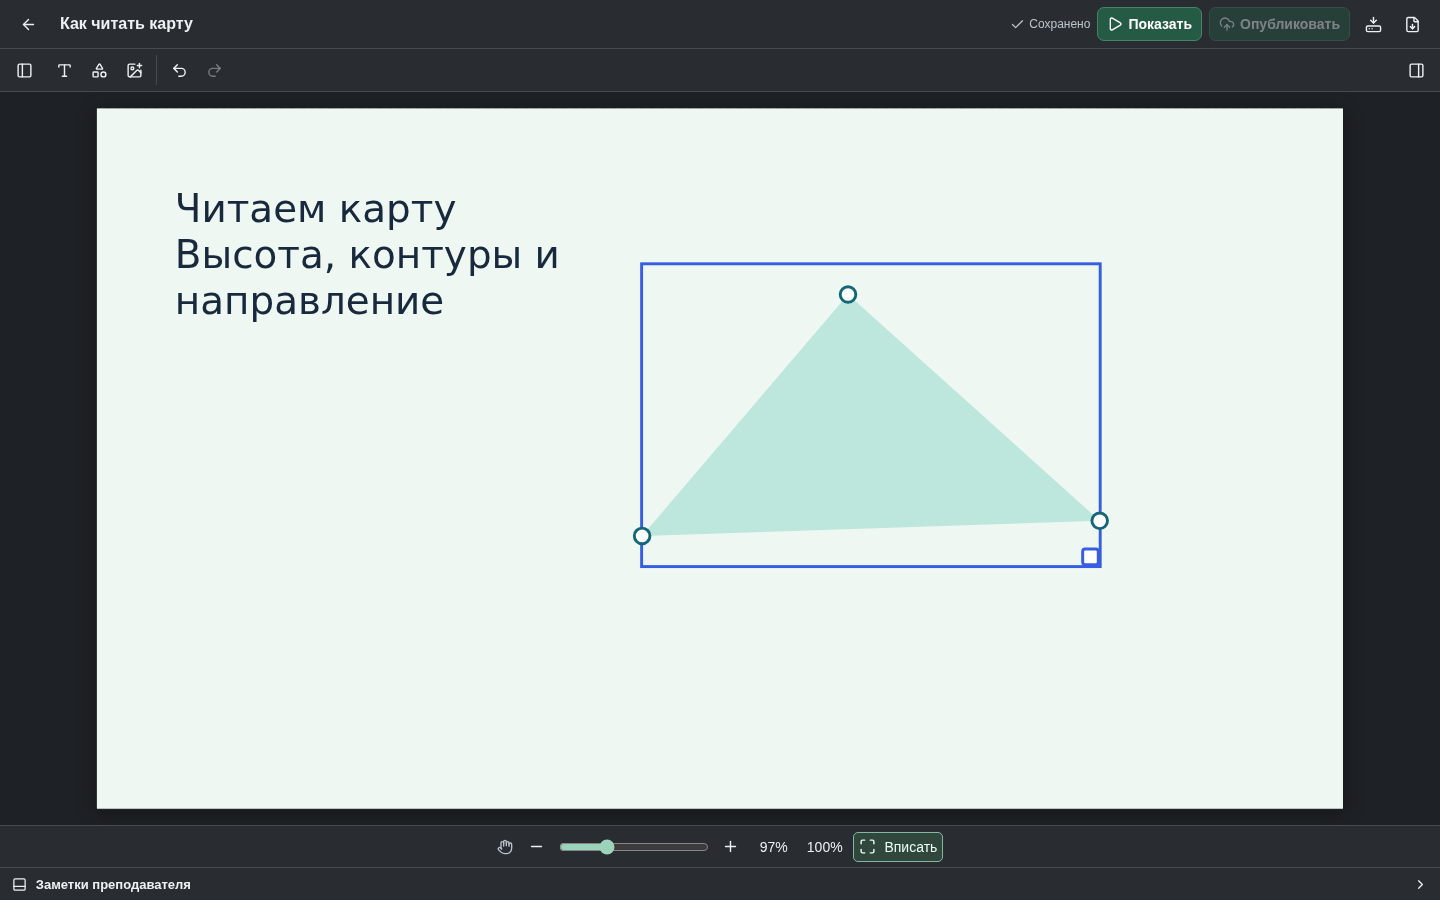 Как читать карту
Сохранено
Показать
Опубликовать
Читаем карту
Высота, контуры и
направление
97%
100%
Вписать
Заметки преподавателя